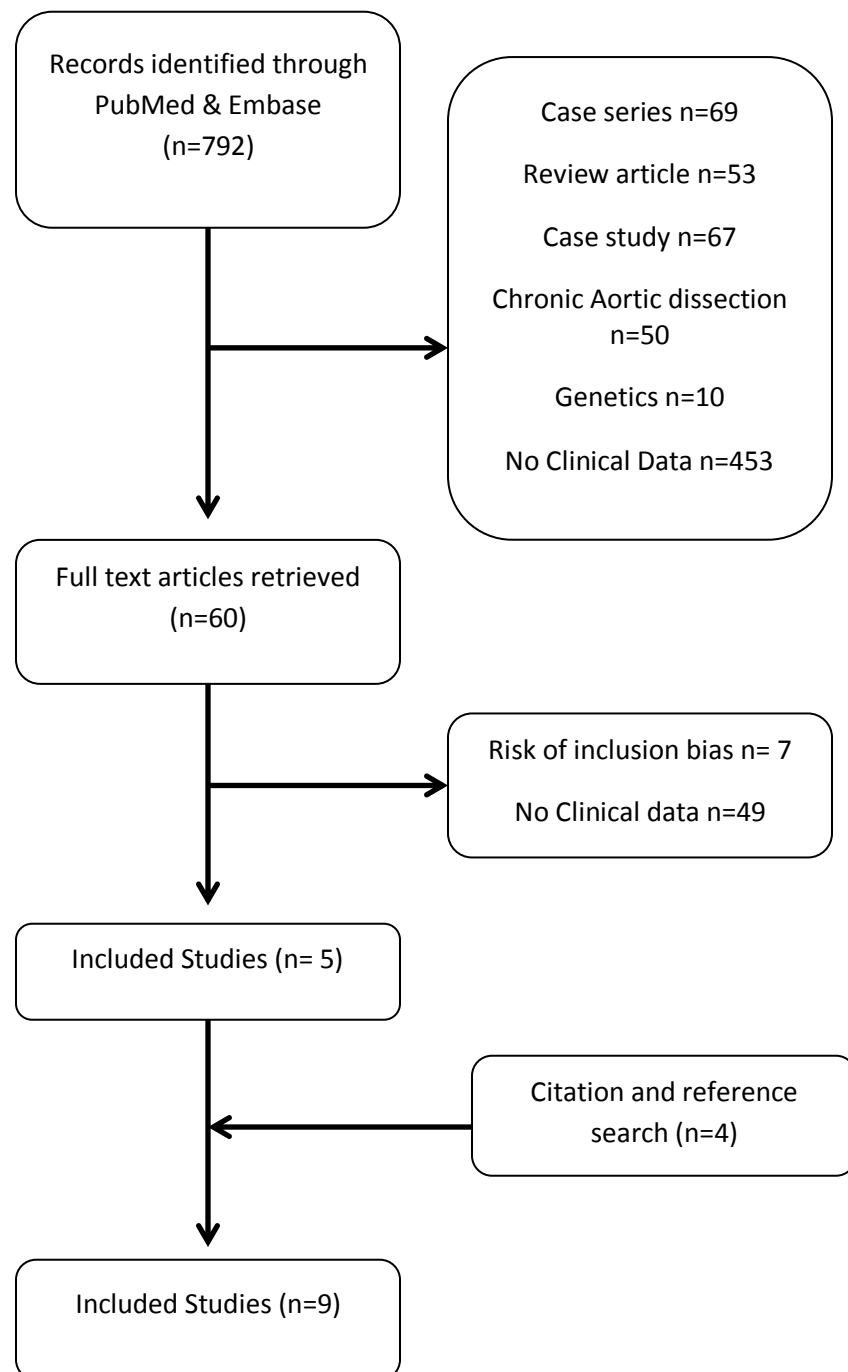 Records identified through
PubMed & Embase
(n=792)
Case series n=69
Review article n=53
Case study n=67
Chronic Aortic dissection
n=50
Genetics n=10
No Clinical Data n=453
Full text articles retrieved
(n=60)
Risk of inclusion bias n= 7
No Clinical data n=49
Included Studies (n= 5)
Citation and reference
search (n=4)
Included Studies (n=9)